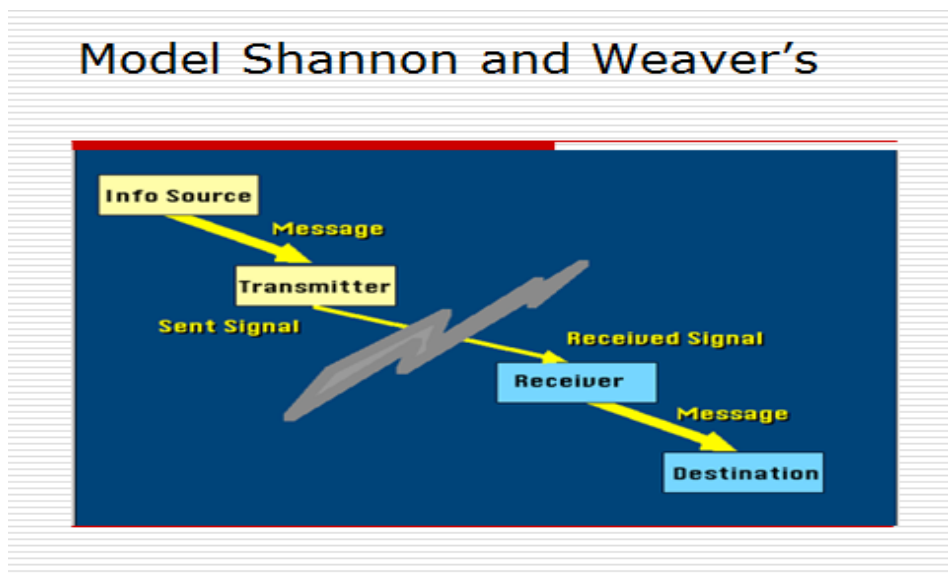 Model Shannon and Weaver's
Info Source
Message
Transmitter
Sent Signal
Received Signal
Receiver
Message
Destination